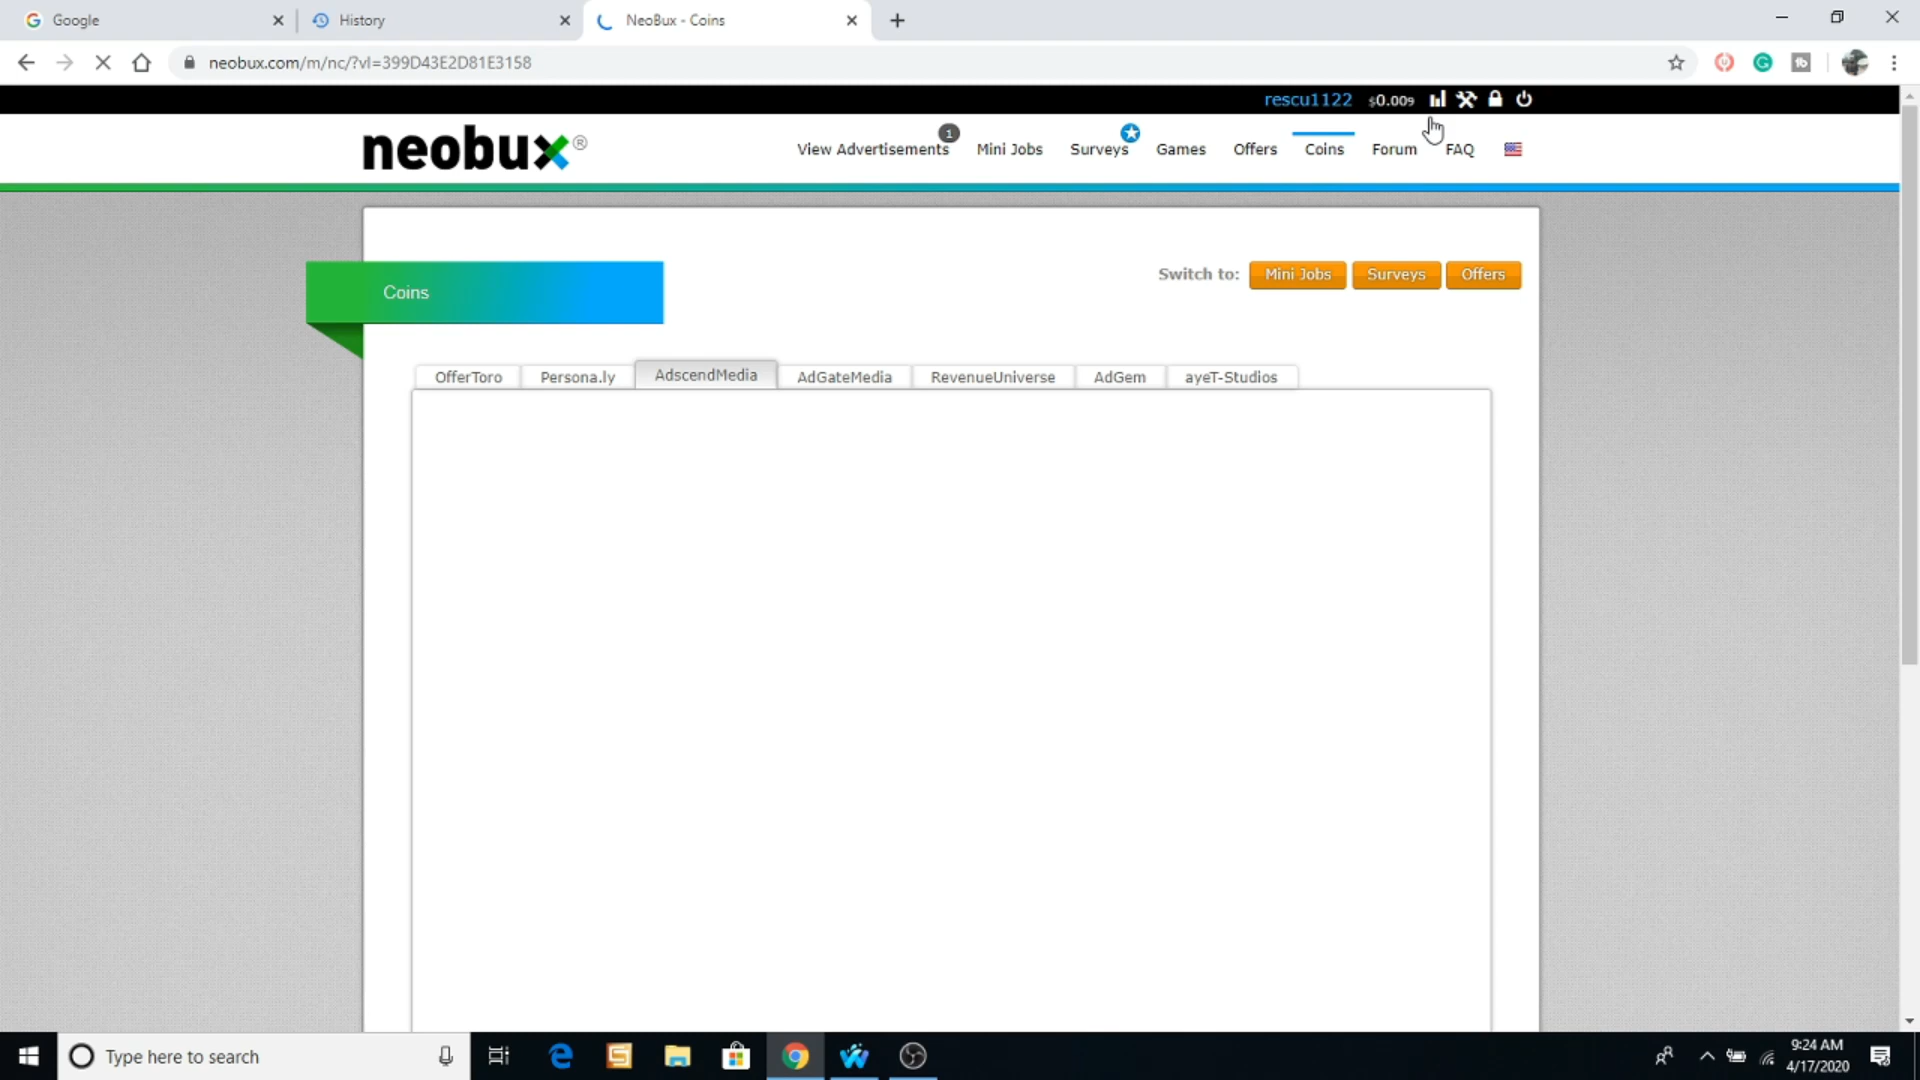 Google
History
NeoBux - Coins
neobux.com/m/nc/?vl=399D43E2D81E3158
rescu1122 $0.009
neobux®
View Advertisements 1 Mini Jobs Surveys Games Offers Coins Forum FAQ
Coins
Switch to: Mini Jobs Surveys Offers
OfferToro Persona.ly AdscendMedia AdGateMedia RevenueUniverse AdGem ayeT-Studios
Type here to search
9:24 AM
4/17/2020